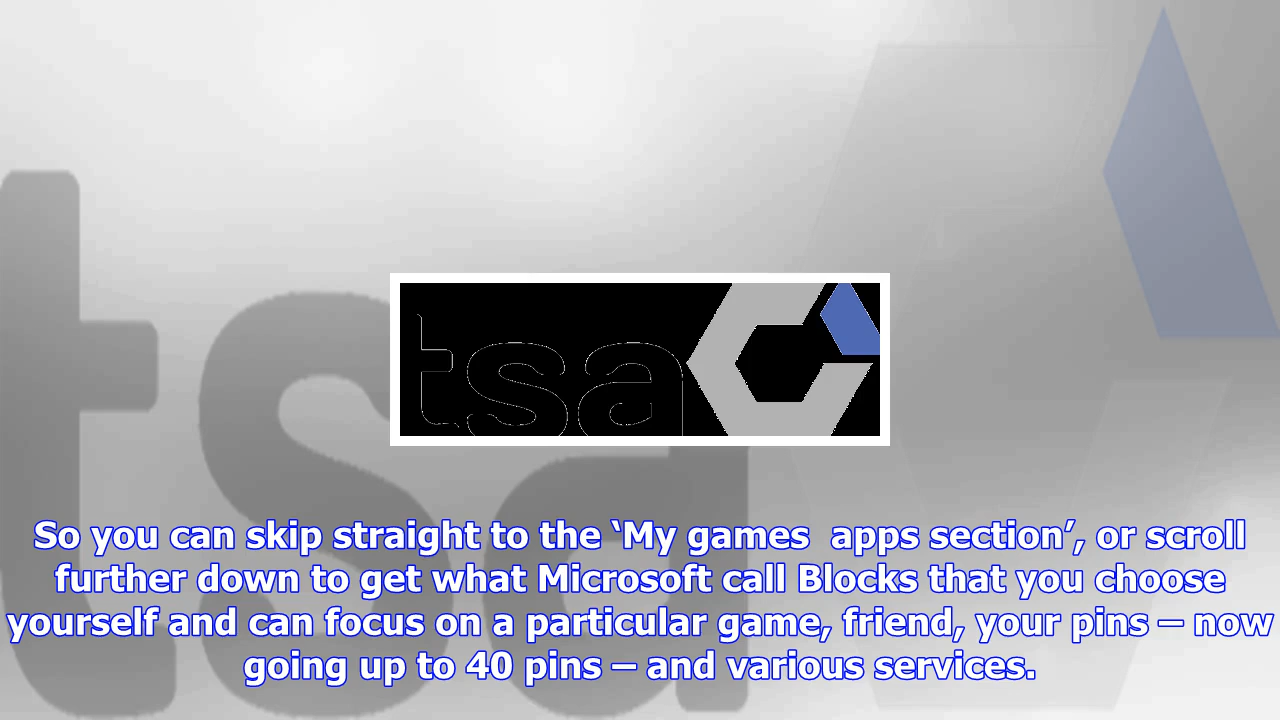 tsa
So you can skip straight to the ‘My games  apps section’, or scroll
further down to get what Microsoft call Blocks that you choose
yourself and can focus on a particular game, friend, your pins – now
going up to 40 pins – and various services.